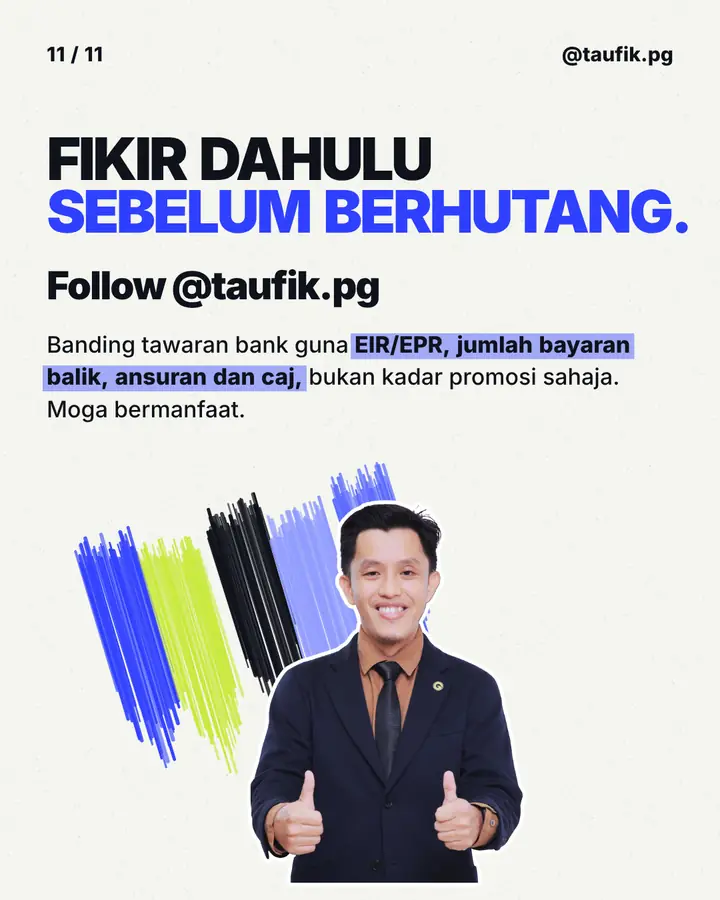 11 / 11
@taufik.pg
FIKIR DAHULU
SEBELUM BERHUTANG.
Follow @taufik.pg
Banding tawaran bank guna EIR/EPR, jumlah bayaran
balik, ansuran dan caj, bukan kadar promosi sahaja.
Moga bermanfaat.